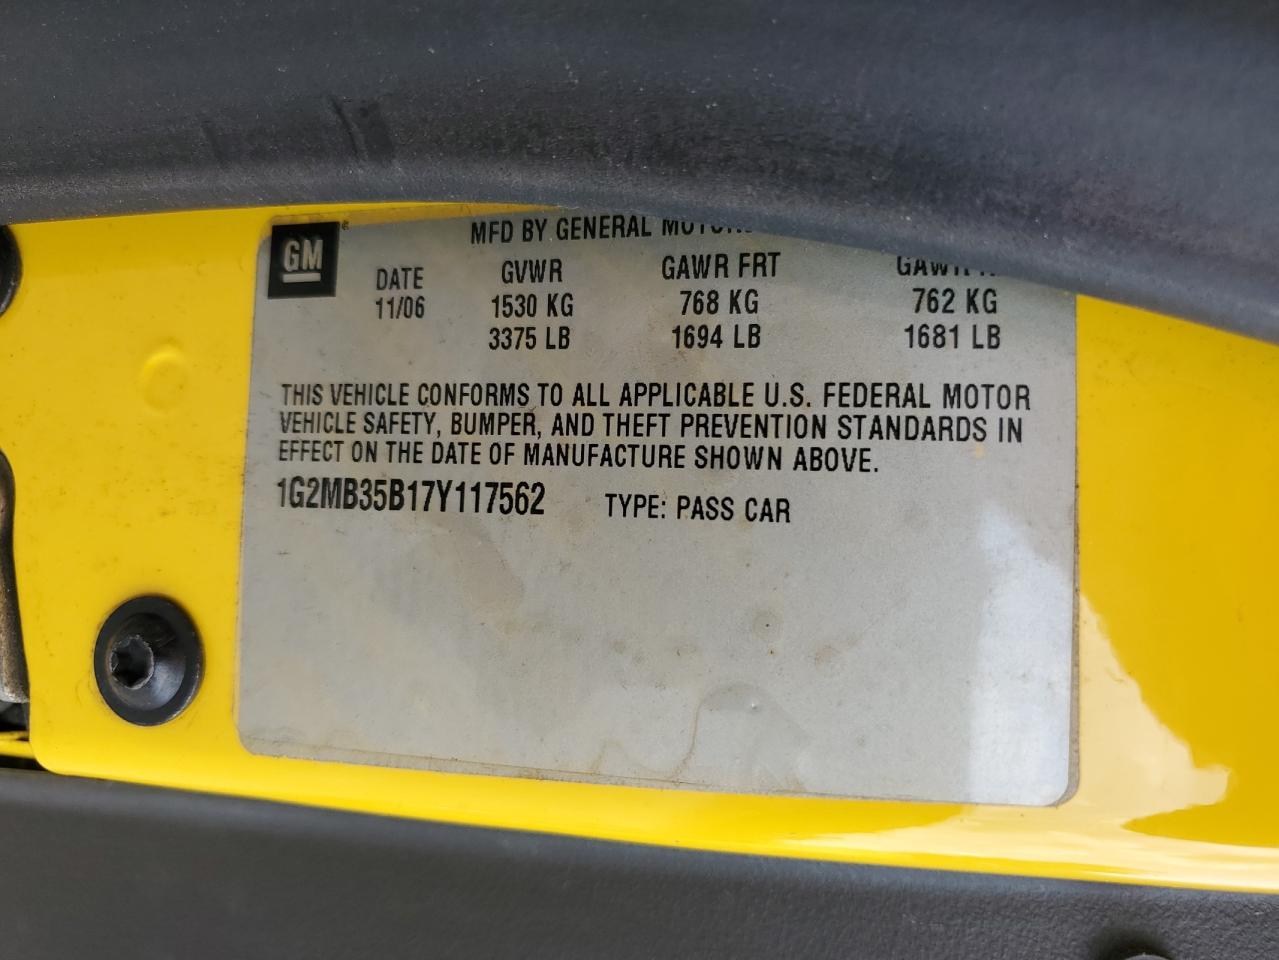 GM
MFD BY GENERAL MOTORS
DATE GVWR GAWR FRT
11/06 1530 KG 768 KG 762 KG
3375 LB 1694 LB 1681 LB
THIS VEHICLE CONFORMS TO ALL APPLICABLE U.S. FEDERAL MOTOR
VEHICLE SAFETY, BUMPER, AND THEFT PREVENTION STANDARDS IN
EFFECT ON THE DATE OF MANUFACTURE SHOWN ABOVE.
1G2MB35B17Y117562 TYPE: PASS CAR